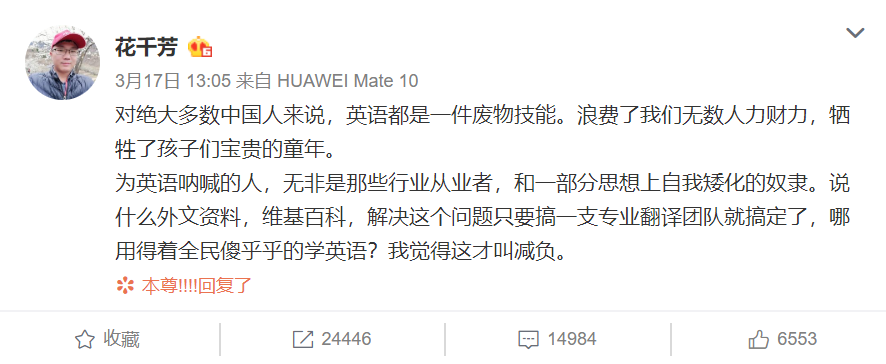 花千芳
3月17日 13:05 来自 HUAWEI Mate 10
对绝大多数中国人来说，英语都是一件废物技能。浪费了我们无数人力财力，牺
牲了孩子们宝贵的童年。
为英语呐喊的人，无非是那些行业从业者，和一部分思想上自我矮化的奴隶。说
什么外文资料，维基百科，解决这个问题只要搞一支专业翻译团队就搞定了，哪
用得着全民傻乎乎的学英语？我觉得这才叫减负。
本尊!!!!回复了
收藏 24446 14984 6553